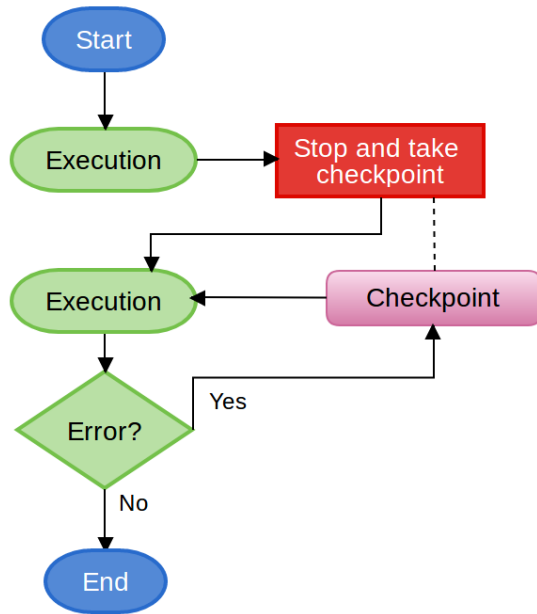 Start
Execution
Stop and take
checkpoint
Execution
Checkpoint
Error?
Yes
No
End